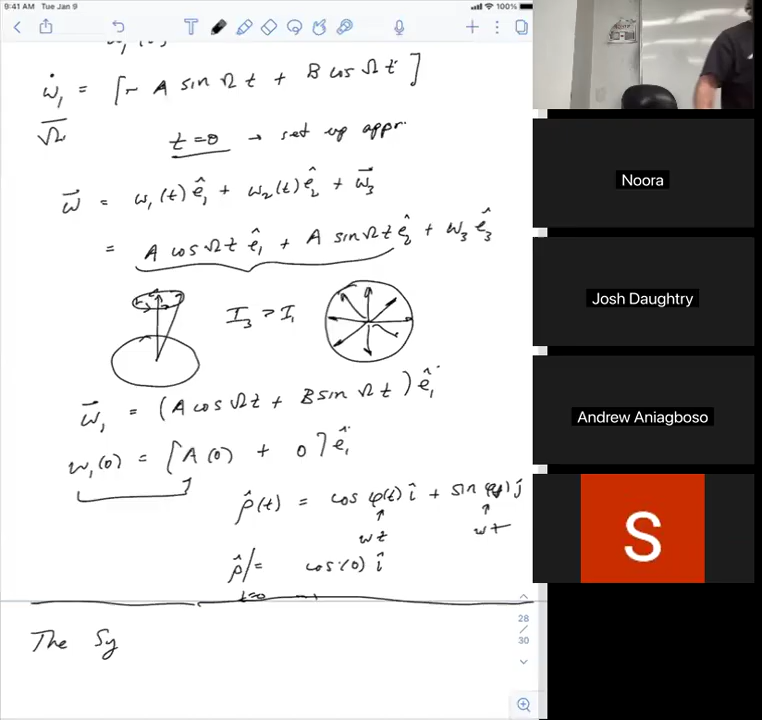 9:41 AM Tue Jan 9
100%
ω̇₁ = [- A sin Ωt + B cos Ωt]
Ω
t=0 → set up appr.
ω⃗ = ω₁(t)ê₁ + ω₂(t)ê₂ + ω⃗₃
= A cos Ωt ê₁ + A sin Ωt ê₂ + ω₃ ê₃
I₃ > I₁
ω⃗₁ = (A cos Ωt + B sin Ωt) ê₁
ω₁(0) = [A(0) + 0] ê₁
ρ̂(t) = cos φ(t) î + sin φ(t) ĵ
ωt ωt
ρ̂| = cos(0) î
t=0
The Sy
28
/
30
Noora
Josh Daughtry
Andrew Aniagboso
S